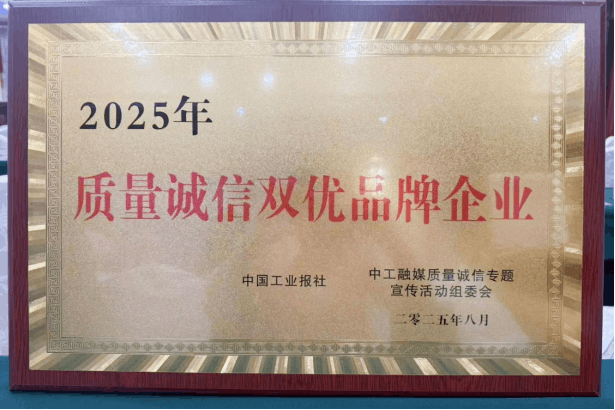 2025年
质量诚信双优品牌企业
中国工业报社
中工融媒质量诚信专题
宣传活动组委会
二零二五年八月